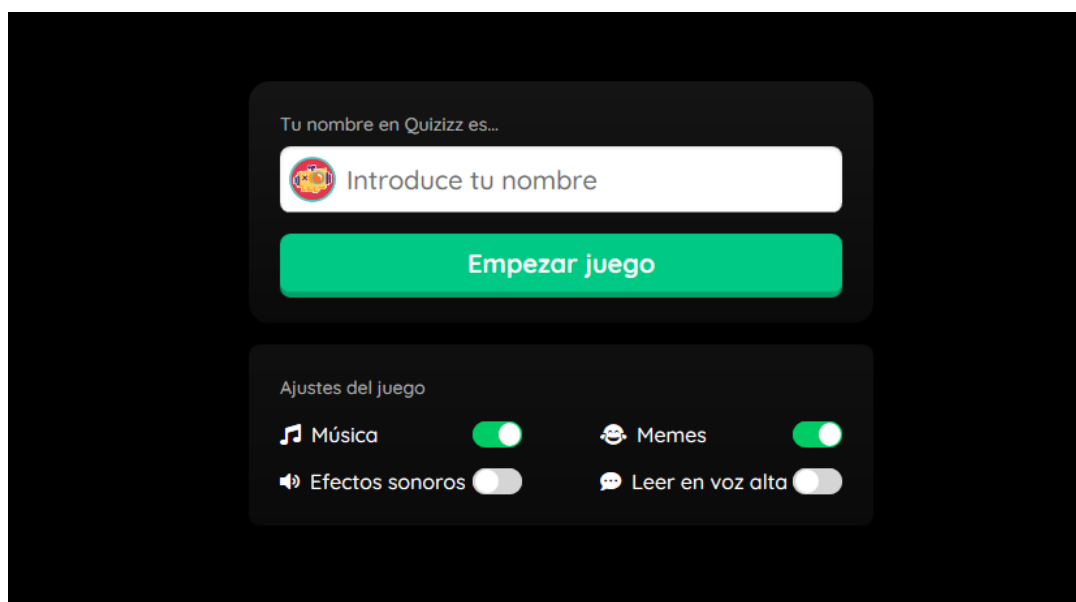 Tu nombre en Quizizz es...
Introduce tu nombre
Empezar juego
Ajustes del juego
Música
Memes
Efectos sonoros
Leer en voz alta